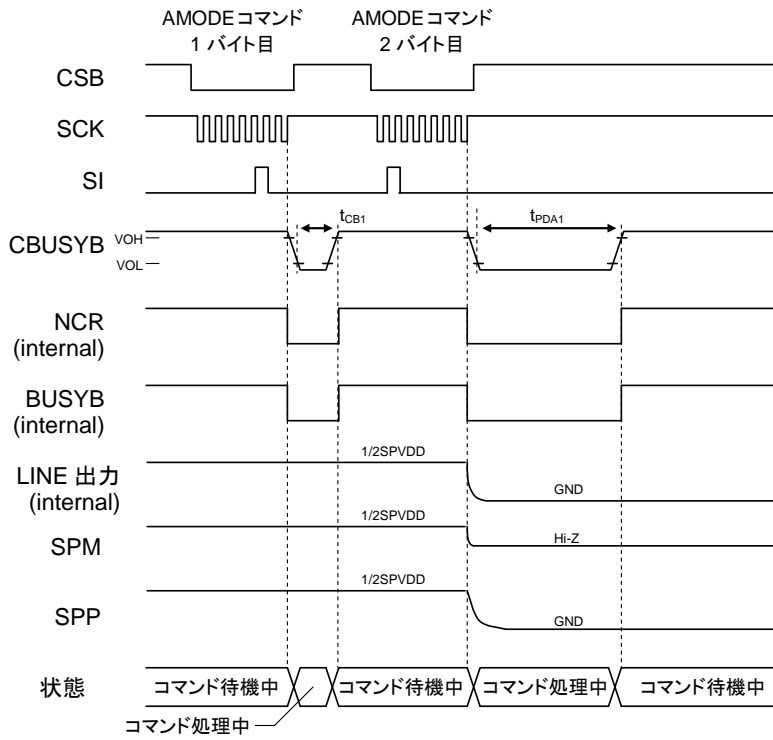 AMODEコマンド
1 バイト目
AMODEコマンド
2 バイト目
CSB
SCK
SI
tCB1
tPDA1
CBUSYB
VOH
VOL
NCR
(internal)
BUSYB
(internal)
LINE 出力
(internal)
1/2SPVDD
GND
SPM
1/2SPVDD
Hi-Z
SPP
1/2SPVDD
GND
状態
コマンド待機中
コマンド待機中
コマンド処理中
コマンド待機中
コマンド処理中